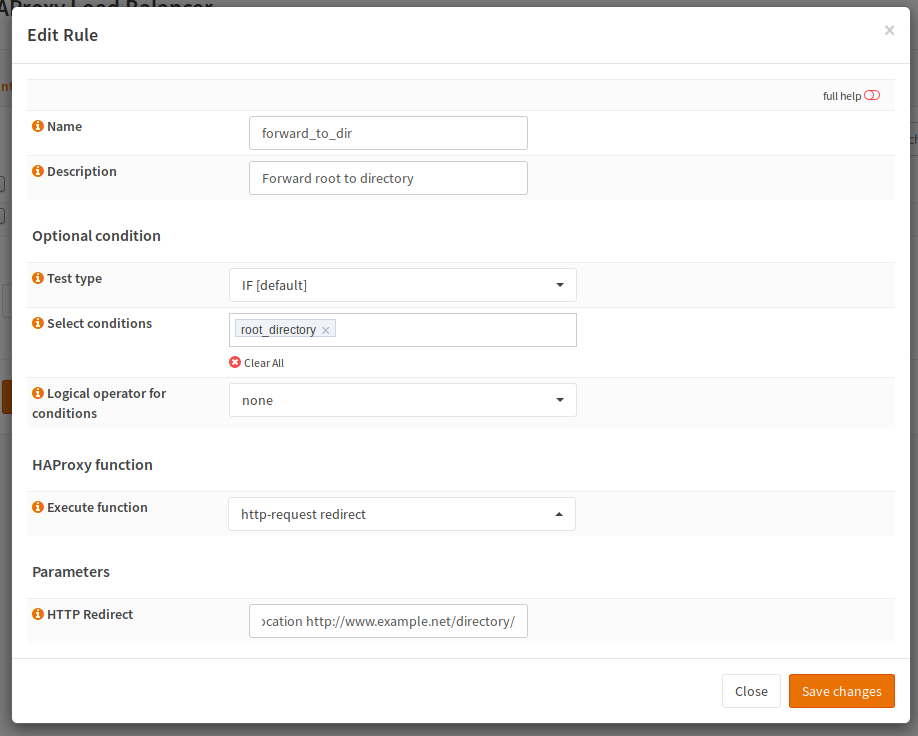 Edit Rule
×
full help
Name
forward_to_dir
Description
Forward root to directory
Optional condition
Test type
IF [default]
Select conditions
root_directory ×
Clear All
Logical operator for
conditions
none
HAProxy function
Execute function
http-request redirect
Parameters
HTTP Redirect
http://www.example.net/directory/
Close
Save changes